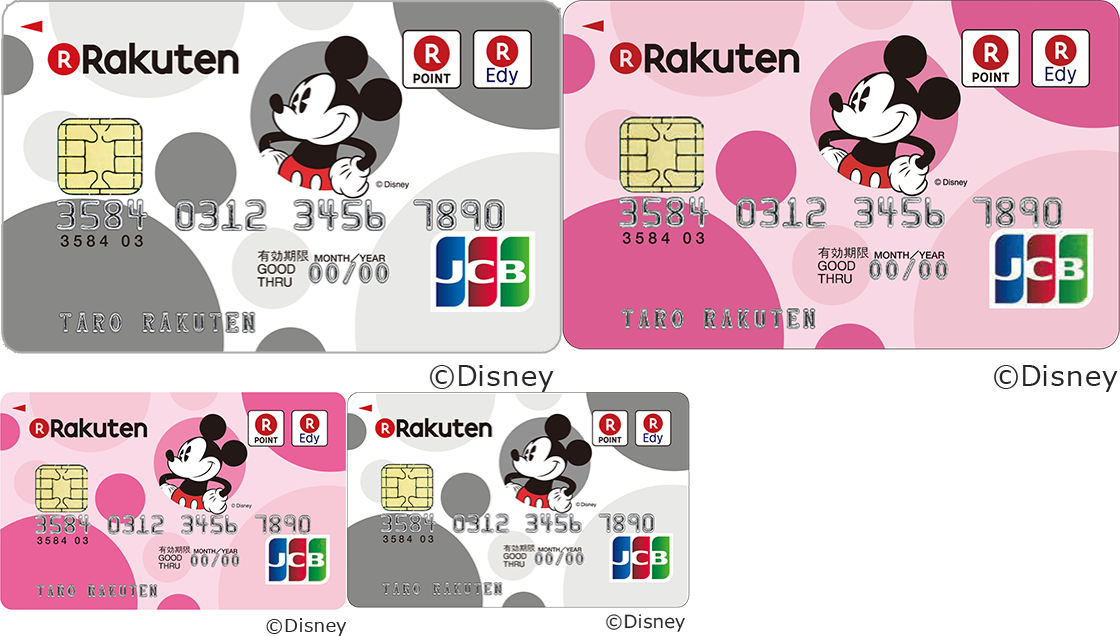 Rakuten
R
POINT
R
Edy
© Disney
3584 0312 3456 7890
3584 03
有効期限
GOOD
THRU
MONTH/YEAR
00/00
JCB
TARO RAKUTEN
©Disney
Rakuten
R
POINT
R
Edy
© Disney
3584 0312 3456 7890
3584 03
有効期限
GOOD
THRU
MONTH/YEAR
00/00
JCB
TARO RAKUTEN
©Disney
Rakuten
R
POINT
R
Edy
© Disney
3584 0312 3456 7890
3584 03
有効期限
GOOD
THRU
MONTH/YEAR
00/00
JCB
TARO RAKUTEN
©Disney
Rakuten
R
POINT
R
Edy
© Disney
3584 0312 3456 7890
3584 03
有効期限
GOOD
THRU
MONTH/YEAR
00/00
JCB
TARO RAKUTEN
©Disney